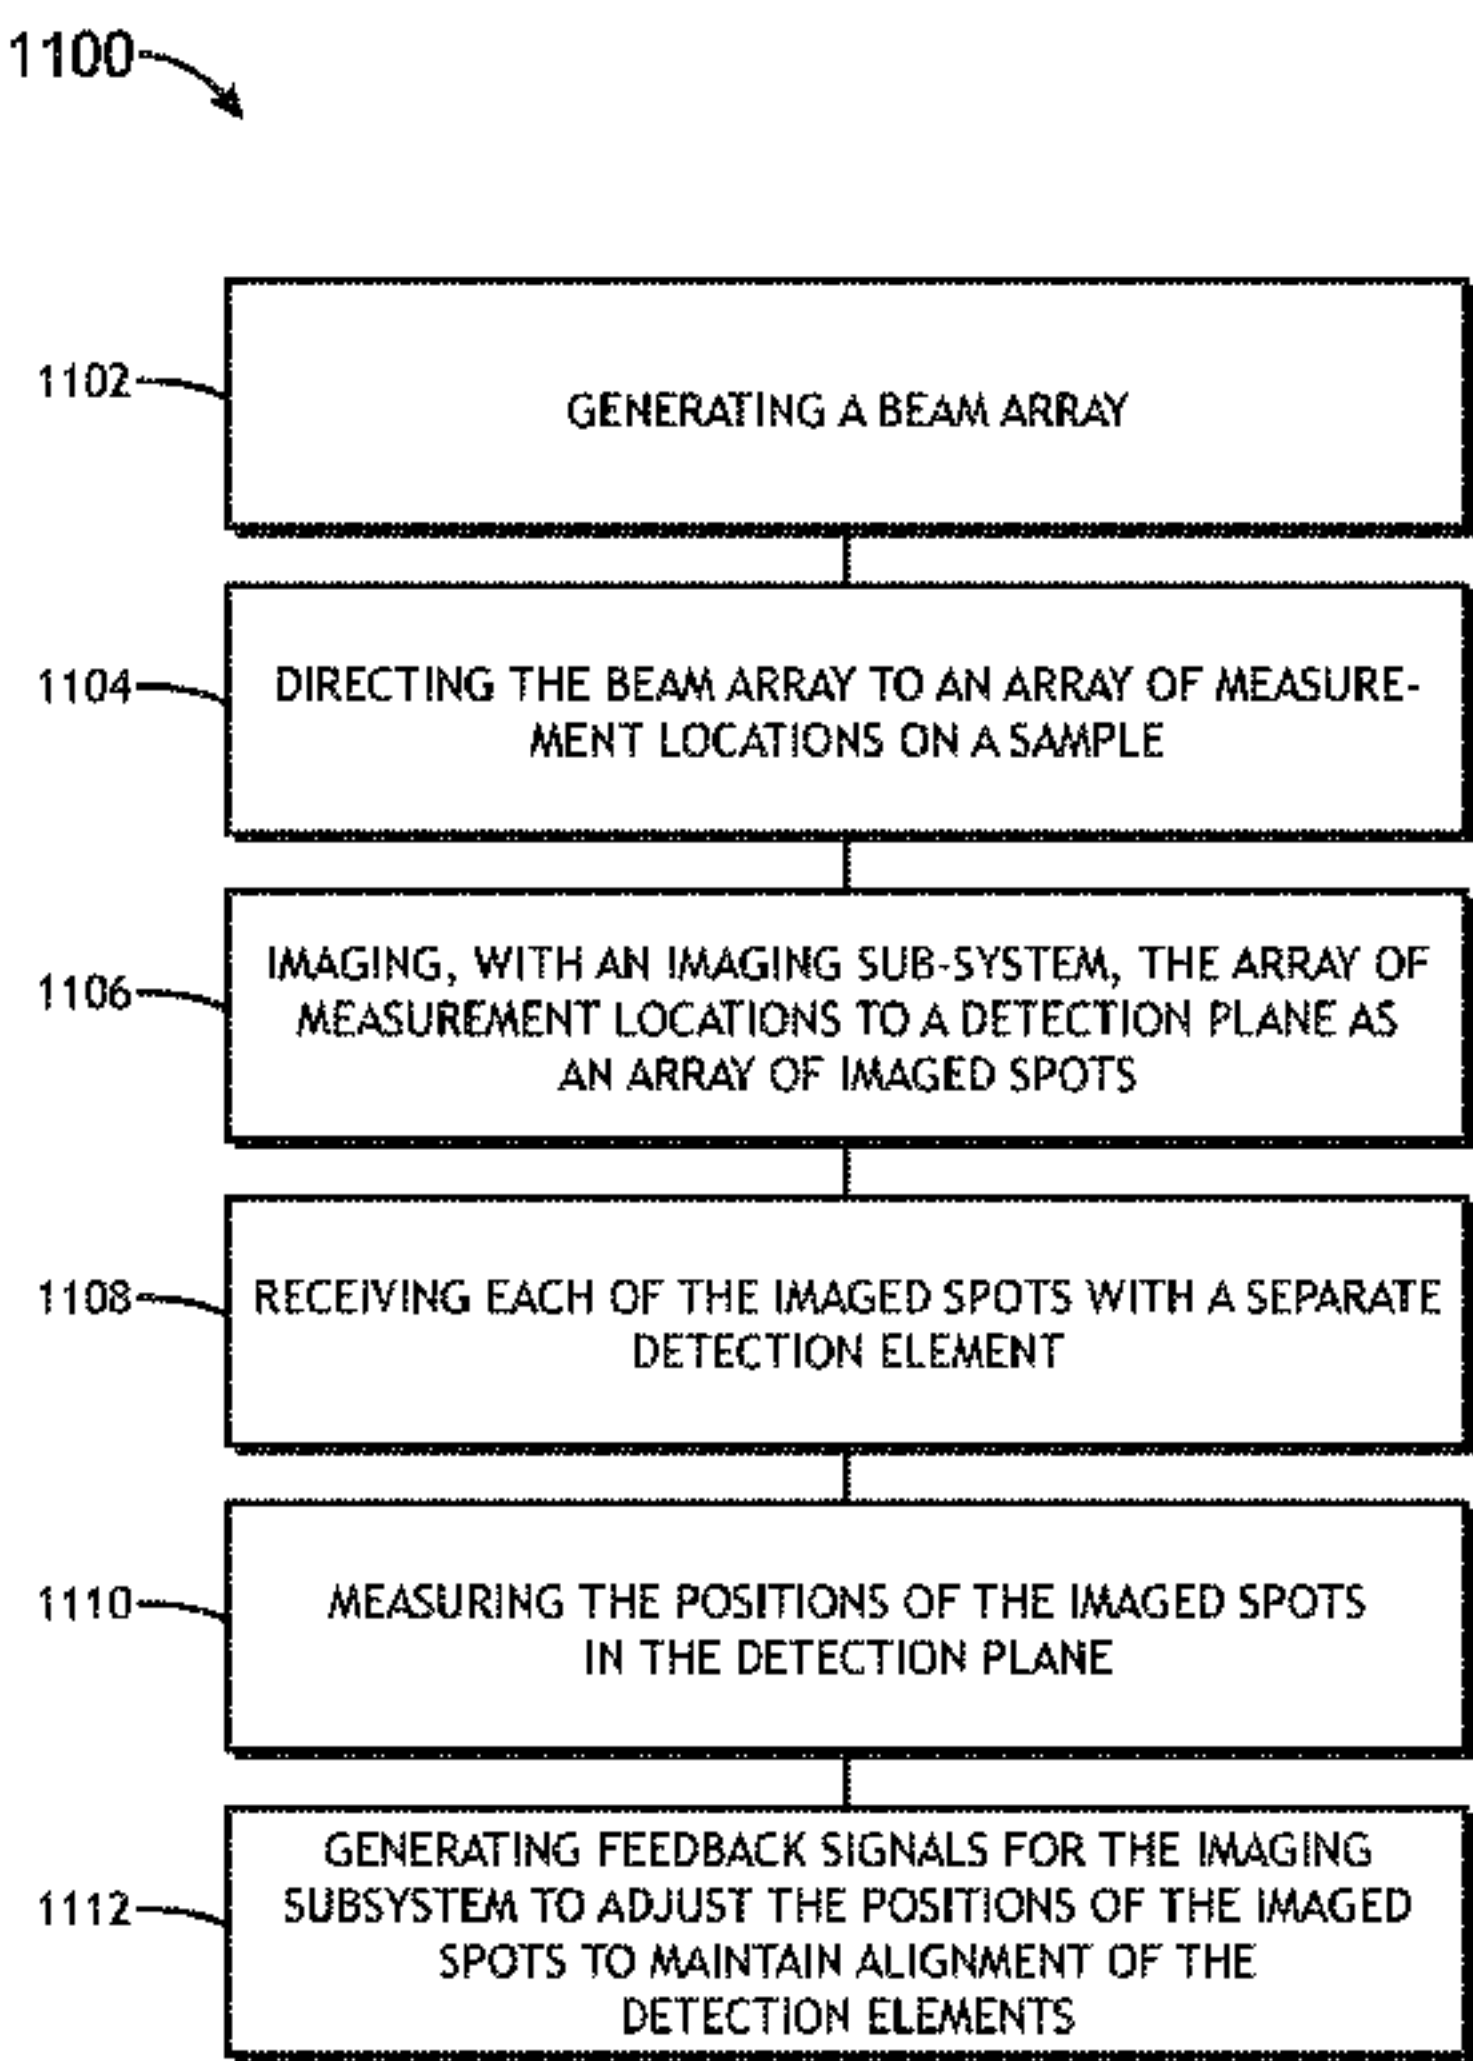 1100
1102
GENERATING A BEAM ARRAY
1104
DIRECTING THE BEAM ARRAY TO AN ARRAY OF MEASURE-
MENT LOCATIONS ON A SAMPLE
1106
IMAGING, WITH AN IMAGING SUB-SYSTEM, THE ARRAY OF
MEASUREMENT LOCATIONS TO A DETECTION PLANE AS
AN ARRAY OF IMAGED SPOTS
1108
RECEIVING EACH OF THE IMAGED SPOTS WITH A SEPARATE
DETECTION ELEMENT
1110
MEASURING THE POSITIONS OF THE IMAGED SPOTS
IN THE DETECTION PLANE
1112
GENERATING FEEDBACK SIGNALS FOR THE IMAGING
SUBSYSTEM TO ADJUST THE POSITIONS OF THE IMAGED
SPOTS TO MAINTAIN ALIGNMENT OF THE
DETECTION ELEMENTS